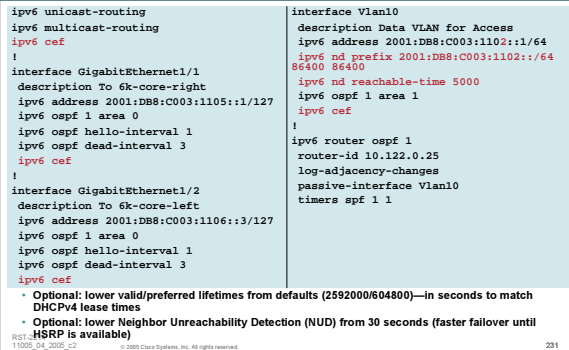 ipv6 unicast-routing
ipv6 multicast-routing
ipv6 cef
!
interface GigabitEthernet1/1
description To 6k-core-right
ipv6 address 2001:DB8:C003:1105::1/127
ipv6 ospf 1 area 0
ipv6 ospf hello-interval 1
ipv6 ospf dead-interval 3
ipv6 cef
!
interface GigabitEthernet1/2
description To 6k-core-left
ipv6 address 2001:DB8:C003:1106::3/127
ipv6 ospf 1 area 0
ipv6 ospf hello-interval 1
ipv6 ospf dead-interval 3
ipv6 cef
interface Vlan10
description Data VLAN for Access
ipv6 address 2001:DB8:C003:1102::1/64
ipv6 nd prefix 2001:DB8:C003:1102::/64
86400 86400
ipv6 nd reachable-time 5000
ipv6 ospf 1 area 1
ipv6 cef
!
ipv6 router ospf 1
router-id 10.122.0.25
log-adjacency-changes
passive-interface Vlan10
timers spf 1 1
• Optional: lower valid/preferred lifetimes from defaults (2592000/604800)—in seconds to match
DHCPv4 lease times
• Optional: lower Neighbor Unreachability Detection (NUD) from 30 seconds (faster failover until
HSRP is available)
RST-
11005_04_2005_c2
© 2005 Cisco Systems, Inc. All rights reserved.
231